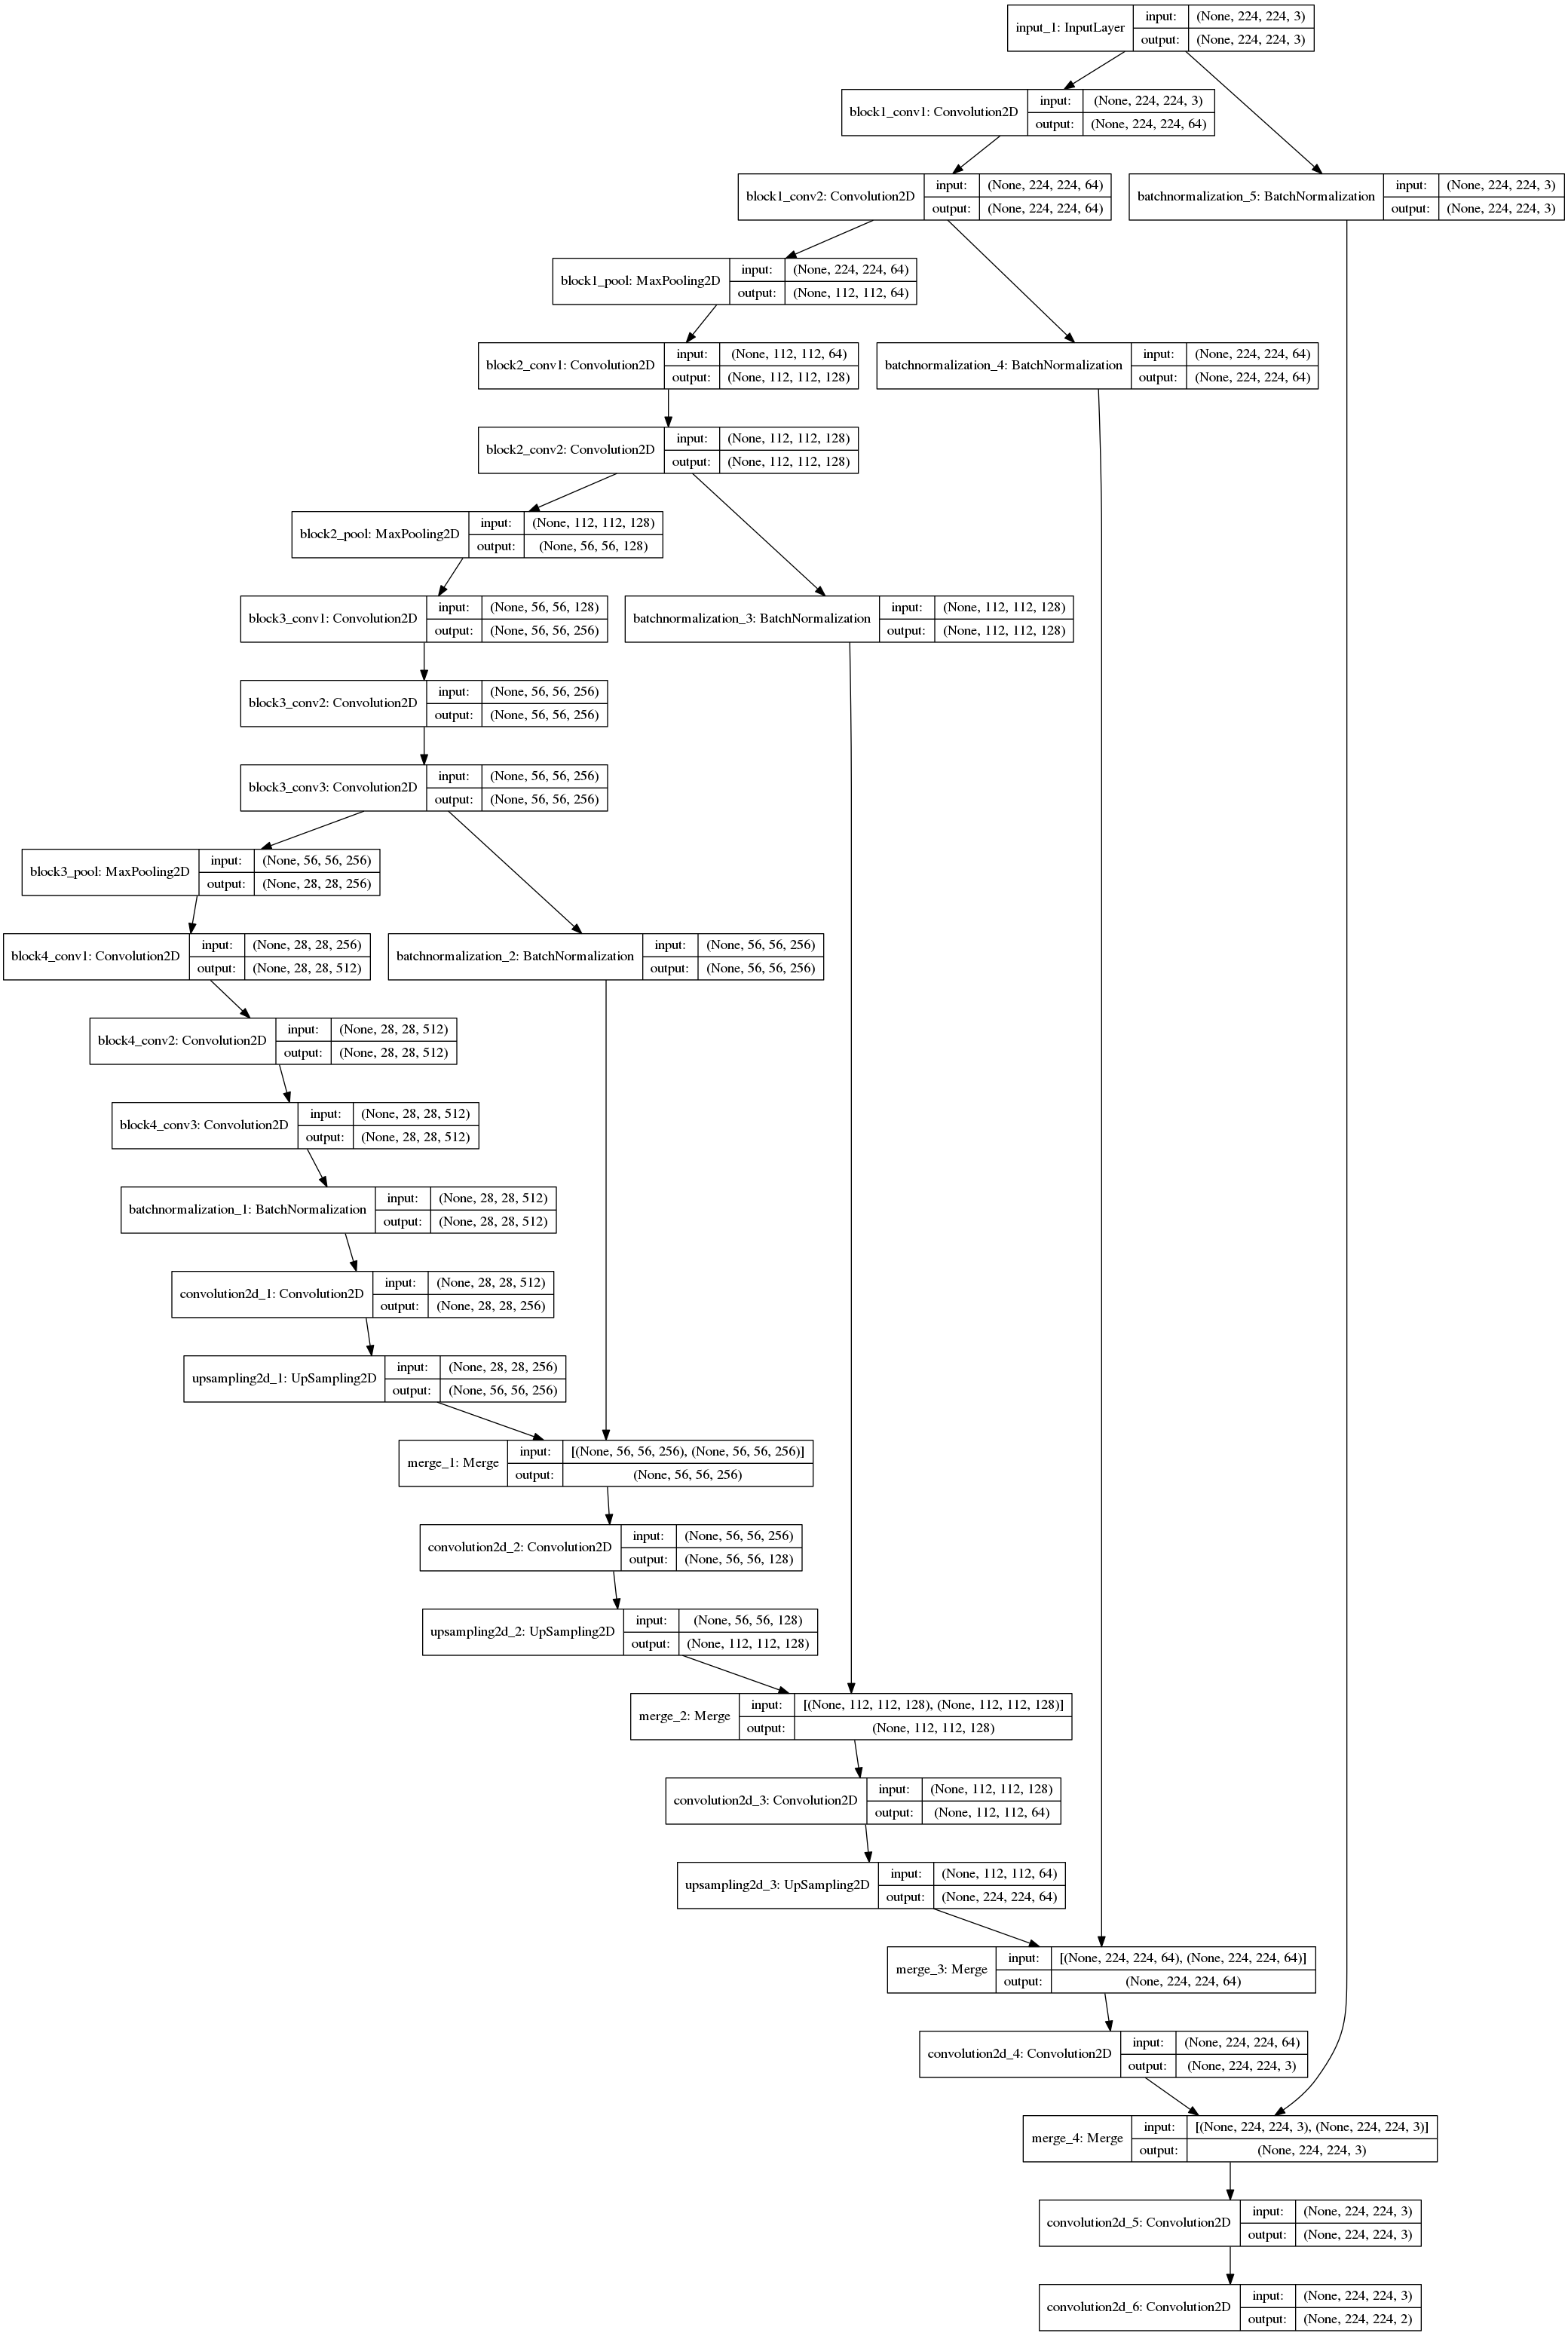 input_1: InputLayer
input: (None, 224, 224, 3)
output: (None, 224, 224, 3)
block1_conv1: Convolution2D
input: (None, 224, 224, 3)
output: (None, 224, 224, 64)
block1_conv2: Convolution2D
input: (None, 224, 224, 64)
output: (None, 224, 224, 64)
batchnormalization_5: BatchNormalization
input: (None, 224, 224, 3)
output: (None, 224, 224, 3)
block1_pool: MaxPooling2D
input: (None, 224, 224, 64)
output: (None, 112, 112, 64)
block2_conv1: Convolution2D
input: (None, 112, 112, 64)
output: (None, 112, 112, 128)
batchnormalization_4: BatchNormalization
input: (None, 224, 224, 64)
output: (None, 224, 224, 64)
block2_conv2: Convolution2D
input: (None, 112, 112, 128)
output: (None, 112, 112, 128)
block2_pool: MaxPooling2D
input: (None, 112, 112, 128)
output: (None, 56, 56, 128)
block3_conv1: Convolution2D
input: (None, 56, 56, 128)
output: (None, 56, 56, 256)
batchnormalization_3: BatchNormalization
input: (None, 112, 112, 128)
output: (None, 112, 112, 128)
block3_conv2: Convolution2D
input: (None, 56, 56, 256)
output: (None, 56, 56, 256)
block3_conv3: Convolution2D
input: (None, 56, 56, 256)
output: (None, 56, 56, 256)
block3_pool: MaxPooling2D
input: (None, 56, 56, 256)
output: (None, 28, 28, 256)
block4_conv1: Convolution2D
input: (None, 28, 28, 256)
output: (None, 28, 28, 512)
batchnormalization_2: BatchNormalization
input: (None, 56, 56, 256)
output: (None, 56, 56, 256)
block4_conv2: Convolution2D
input: (None, 28, 28, 512)
output: (None, 28, 28, 512)
block4_conv3: Convolution2D
input: (None, 28, 28, 512)
output: (None, 28, 28, 512)
batchnormalization_1: BatchNormalization
input: (None, 28, 28, 512)
output: (None, 28, 28, 512)
convolution2d_1: Convolution2D
input: (None, 28, 28, 512)
output: (None, 28, 28, 256)
upsampling2d_1: UpSampling2D
input: (None, 28, 28, 256)
output: (None, 56, 56, 256)
merge_1: Merge
input: [(None, 56, 56, 256), (None, 56, 56, 256)]
output: (None, 56, 56, 256)
convolution2d_2: Convolution2D
input: (None, 56, 56, 256)
output: (None, 56, 56, 128)
upsampling2d_2: UpSampling2D
input: (None, 56, 56, 128)
output: (None, 112, 112, 128)
merge_2: Merge
input: [(None, 112, 112, 128), (None, 112, 112, 128)]
output: (None, 112, 112, 128)
convolution2d_3: Convolution2D
input: (None, 112, 112, 128)
output: (None, 112, 112, 64)
upsampling2d_3: UpSampling2D
input: (None, 112, 112, 64)
output: (None, 224, 224, 64)
merge_3: Merge
input: [(None, 224, 224, 64), (None, 224, 224, 64)]
output: (None, 224, 224, 64)
convolution2d_4: Convolution2D
input: (None, 224, 224, 64)
output: (None, 224, 224, 3)
merge_4: Merge
input: [(None, 224, 224, 3), (None, 224, 224, 3)]
output: (None, 224, 224, 3)
convolution2d_5: Convolution2D
input: (None, 224, 224, 3)
output: (None, 224, 224, 3)
convolution2d_6: Convolution2D
input: (None, 224, 224, 3)
output: (None, 224, 224, 2)